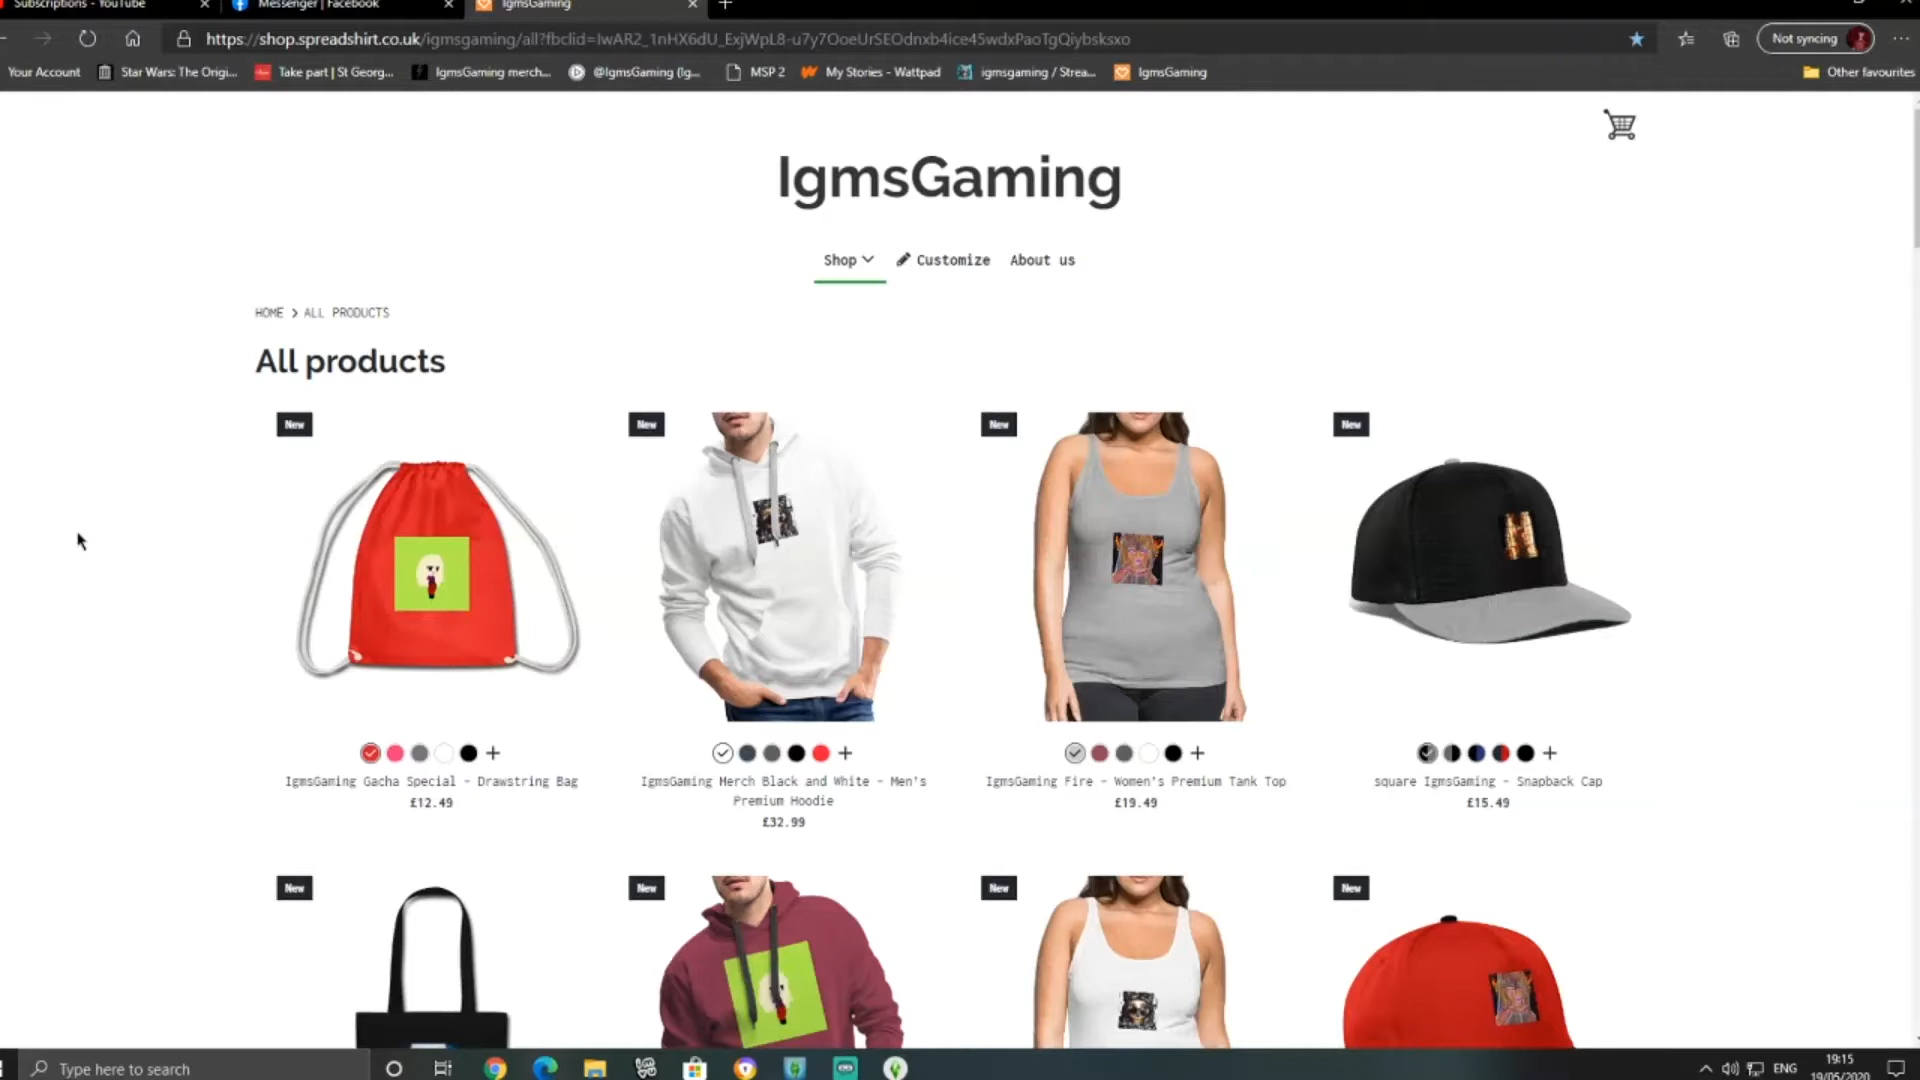 Subscriptions - YouTube
Messenger | Facebook
IgmsGaming
https://shop.spreadshirt.co.uk/igmsgaming/all?fbclid=IwAR2_1nHX6dU_ExjWpL8-u7y7OoeUrSEOdnxb4ice45wdxPaoTgQiybsksxo
Not syncing
Your Account
Star Wars: The Origi...
Take part | St Georg...
IgmsGaming merch...
@IgmsGaming (Ig...
MSP 2
My Stories - Wattpad
igmsgaming / Strea...
IgmsGaming
Other favourites
IgmsGaming
Shop
Customize
About us
HOME > ALL PRODUCTS
All products
New
New
New
New
IgmsGaming Gacha Special - Drawstring Bag
£12.49
IgmsGaming Merch Black and White - Men's
Premium Hoodie
£32.99
IgmsGaming Fire - Women's Premium Tank Top
£19.49
square IgmsGaming - Snapback Cap
£15.49
New
New
New
New
Type here to search
ENG
19:15
19/05/2020